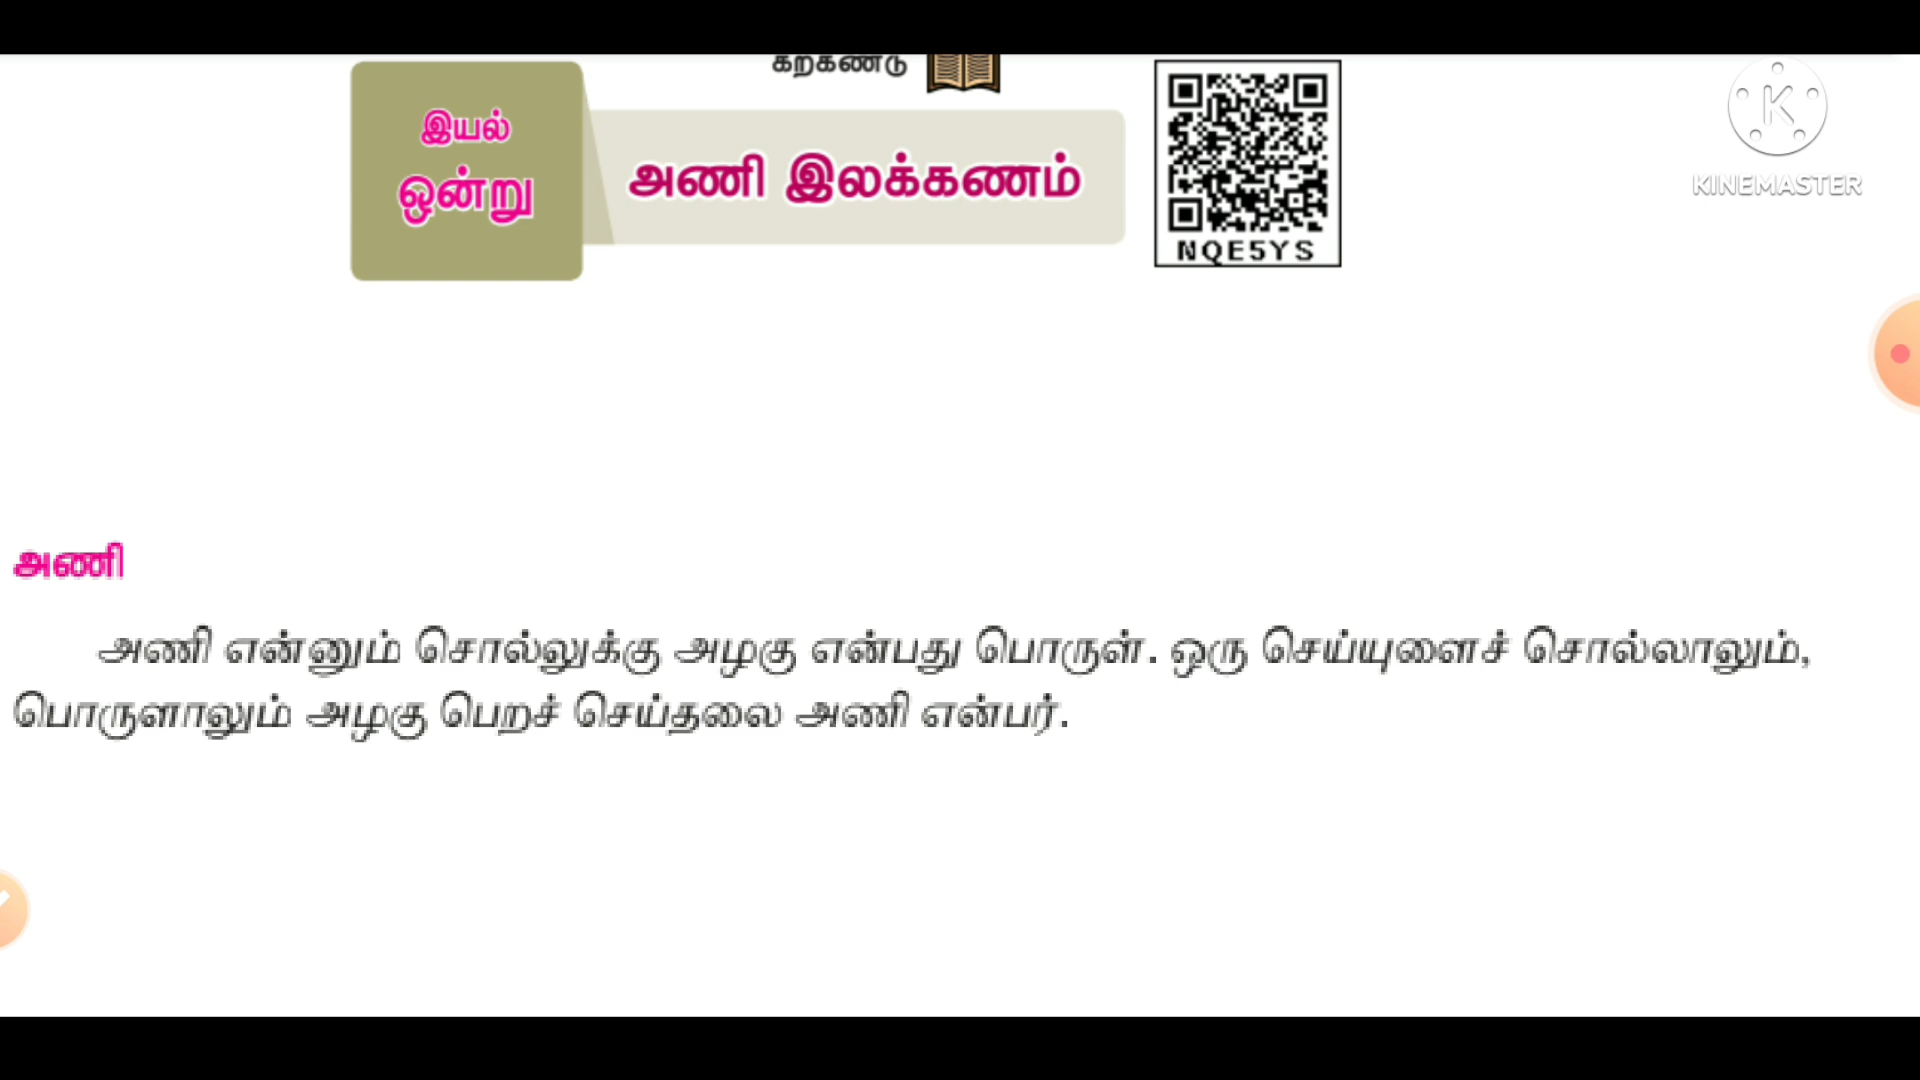 கற்கண்டு
இயல்
ஒன்று
அணி இலக்கணம்
NQE5YS
KINEMASTER
அணி
அணி என்னும் சொல்லுக்கு அழகு என்பது பொருள். ஒரு செய்யுளைச் சொல்லாலும்,
பொருளாலும் அழகு பெறச் செய்தலை அணி என்பர்.